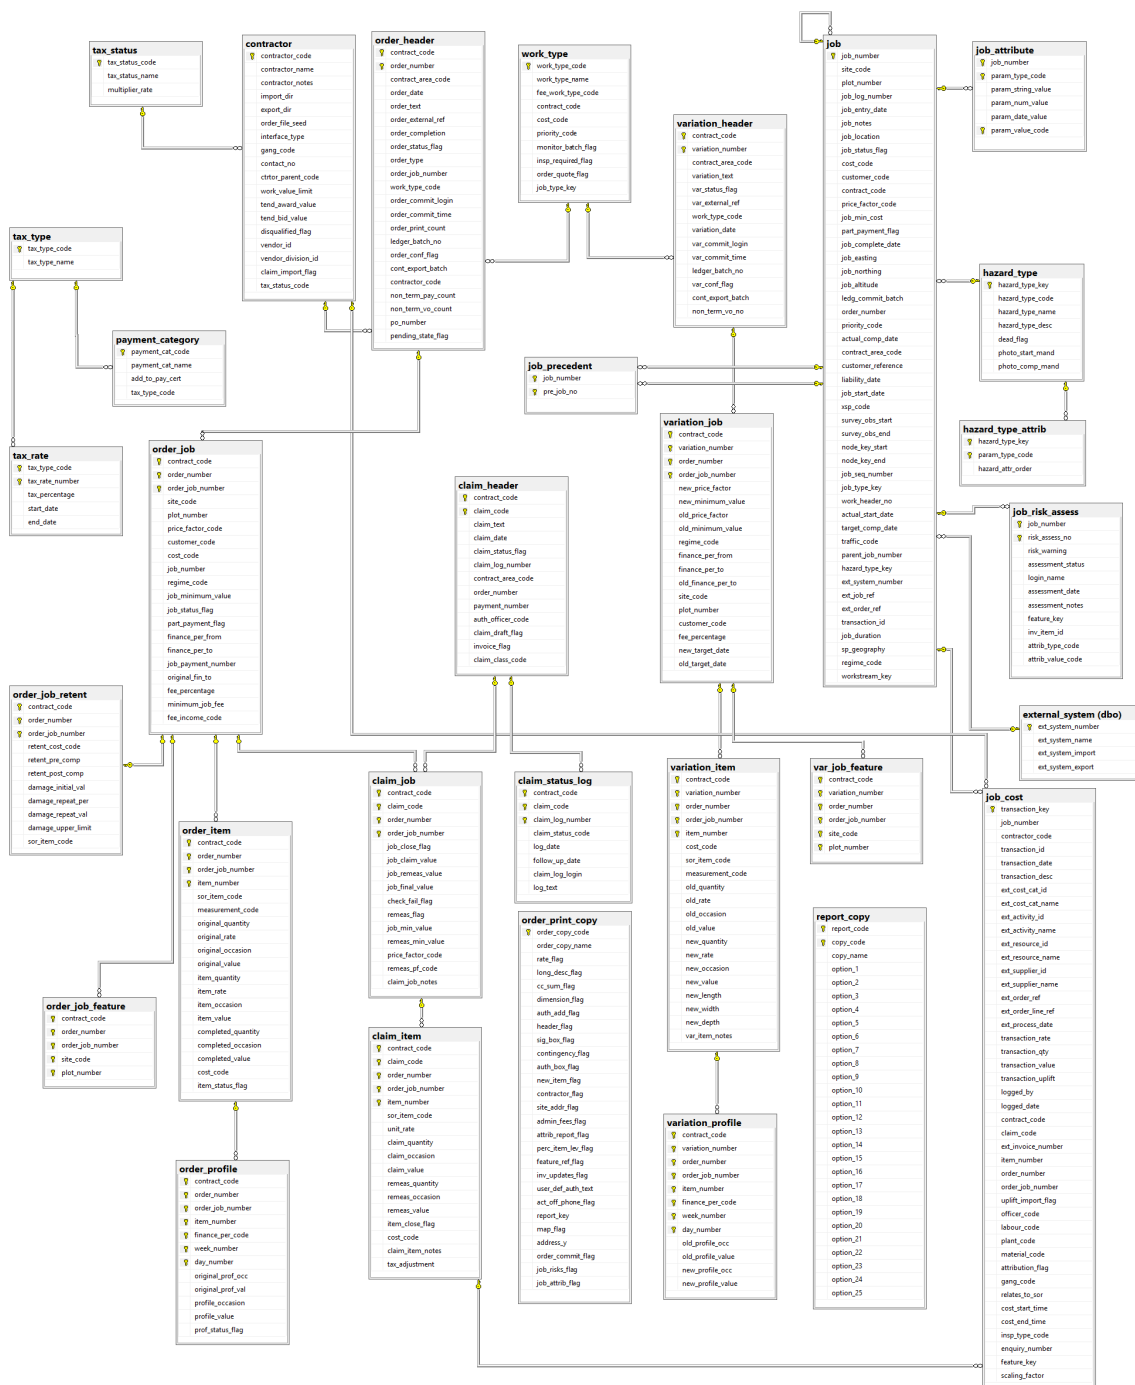 tax_status
tax_status_code
tax_status_name
multiplier_rate
contractor
contractor_code
contractor_name
contractor_notes
import_dir
export_dir
order_file_seed
interface_type
gang_code
contact_no
ctrtor_parent_code
work_value_limit
tend_award_value
tend_bid_value
disqualified_flag
vendor_id
vendor_division_id
claim_import_flag
tax_status_code
order_header
contract_code
order_number
contract_area_code
order_date
order_text
order_external_ref
order_completion
order_status_flag
order_type
order_job_number
work_type_code
order_commit_login
order_commit_time
order_print_count
ledger_batch_no
order_conf_flag
cont_export_batch
contractor_code
non_term_pay_count
non_term_vo_count
po_number
pending_state_flag
work_type
work_type_code
work_type_name
fee_work_type_code
contract_code
cost_code
priority_code
monitor_batch_flag
insp_required_flag
order_quote_flag
job_type_key
variation_header
contract_code
variation_number
contract_area_code
variation_text
var_status_flag
var_external_ref
work_type_code
variation_date
var_commit_login
var_commit_time
ledger_batch_no
var_conf_flag
cont_export_batch
non_term_vo_no
job
job_number
site_code
plot_number
job_log_number
job_entry_date
job_notes
job_location
job_status_flag
cost_code
customer_code
contract_code
price_factor_code
job_min_cost
part_payment_flag
job_complete_date
job_easting
job_northing
job_altitude
ledg_commit_batch
order_number
priority_code
actual_comp_date
contract_area_code
customer_reference
liability_date
job_start_date
xsp_code
survey_obs_start
survey_obs_end
node_key_start
node_key_end
job_seq_number
job_type_key
work_header_no
actual_start_date
target_comp_date
traffic_code
parent_job_number
hazard_type_key
ext_system_number
ext_job_ref
ext_order_ref
transaction_id
job_duration
sp_geography
regime_code
workstream_key
job_attribute
job_number
param_type_code
param_string_value
param_num_value
param_date_value
param_value_code
tax_type
tax_type_code
tax_type_name
payment_category
payment_cat_code
payment_cat_name
add_to_pay_cert
tax_type_code
hazard_type
hazard_type_key
hazard_type_code
hazard_type_name
hazard_type_desc
dead_flag
photo_start_mand
photo_comp_mand
job_precedent
job_number
pre_job_no
tax_rate
tax_type_code
tax_rate_number
tax_percentage
start_date
end_date
order_job
contract_code
order_number
order_job_number
site_code
plot_number
price_factor_code
customer_code
cost_code
job_number
regime_code
job_minimum_value
job_status_flag
part_payment_flag
finance_per_from
finance_per_to
job_payment_number
original_fin_to
fee_percentage
minimum_job_fee
fee_income_code
claim_header
contract_code
claim_code
claim_text
claim_date
claim_status_flag
claim_log_number
contract_area_code
order_number
payment_number
auth_officer_code
claim_draft_flag
invoice_flag
claim_class_code
variation_job
contract_code
variation_number
order_number
order_job_number
new_price_factor
new_minimum_value
old_price_factor
old_minimum_value
regime_code
finance_per_from
finance_per_to
old_finance_per_to
site_code
plot_number
customer_code
fee_percentage
new_target_date
old_target_date
hazard_type_attrib
hazard_type_key
param_type_code
hazard_attr_order
job_risk_assess
job_number
risk_assess_no
risk_warning
assessment_status
login_name
assessment_date
assessment_notes
feature_key
inv_item_id
attrib_type_code
attrib_value_code
order_job_retent
contract_code
order_number
order_job_number
retent_cost_code
retent_pre_comp
retent_post_comp
damage_initial_val
damage_repeat_per
damage_repeat_val
damage_upper_limit
sor_item_code
external_system (dbo)
ext_system_number
ext_system_name
ext_system_import
ext_system_export
order_item
contract_code
order_number
order_job_number
item_number
sor_item_code
measurement_code
original_quantity
original_rate
original_occasion
original_value
item_quantity
item_rate
item_occasion
item_value
completed_quantity
completed_occasion
completed_value
cost_code
item_status_flag
claim_job
contract_code
claim_code
order_number
order_job_number
job_close_flag
job_claim_value
job_remeas_value
job_final_value
check_fail_flag
remeas_flag
job_min_value
remeas_min_value
price_factor_code
remeas_pf_code
claim_job_notes
claim_status_log
contract_code
claim_code
claim_log_number
claim_status_code
log_date
follow_up_date
claim_log_login
log_text
variation_item
contract_code
variation_number
order_number
order_job_number
item_number
cost_code
sor_item_code
measurement_code
old_quantity
old_rate
old_occasion
old_value
new_quantity
new_rate
new_occasion
new_value
new_length
new_width
new_depth
var_item_notes
var_job_feature
contract_code
variation_number
order_number
order_job_number
site_code
plot_number
job_cost
transaction_key
job_number
contractor_code
transaction_id
transaction_date
transaction_desc
ext_cost_cat_id
ext_cost_cat_name
ext_activity_id
ext_activity_name
ext_resource_id
ext_resource_name
ext_supplier_id
ext_supplier_name
ext_order_ref
ext_order_line_ref
ext_process_date
transaction_rate
transaction_qty
transaction_value
transaction_uplift
logged_by
logged_date
contract_code
claim_code
ext_invoice_number
item_number
order_number
order_job_number
uplift_import_flag
officer_code
labour_code
plant_code
material_code
attribution_flag
gang_code
relates_to_sor
cost_start_time
cost_end_time
insp_type_code
enquiry_number
feature_key
scaling_factor
order_job_feature
contract_code
order_number
order_job_number
site_code
plot_number
order_print_copy
order_copy_code
order_copy_name
rate_flag
long_desc_flag
cc_sum_flag
dimension_flag
auth_add_flag
header_flag
sig_box_flag
contingency_flag
auth_box_flag
new_item_flag
contractor_flag
site_addr_flag
admin_fees_flag
attrib_report_flag
perc_item_lev_flag
feature_ref_flag
inv_updates_flag
user_def_auth_text
act_off_phone_flag
report_key
map_flag
address_y
order_commit_flag
job_risks_flag
job_attrib_flag
report_copy
report_code
copy_code
copy_name
option_1
option_2
option_3
option_4
option_5
option_6
option_7
option_8
option_9
option_10
option_11
option_12
option_13
option_14
option_15
option_16
option_17
option_18
option_19
option_20
option_21
option_22
option_23
option_24
option_25
claim_item
contract_code
claim_code
order_number
order_job_number
item_number
sor_item_code
unit_rate
claim_quantity
claim_occasion
claim_value
remeas_quantity
remeas_occasion
remeas_value
item_close_flag
cost_code
claim_item_notes
tax_adjustment
variation_profile
contract_code
variation_number
order_number
order_job_number
item_number
finance_per_code
week_number
day_number
old_profile_occ
old_profile_value
new_profile_occ
new_profile_value
order_profile
contract_code
order_number
order_job_number
item_number
finance_per_code
week_number
day_number
original_prof_occ
original_prof_val
profile_occasion
profile_value
prof_status_flag